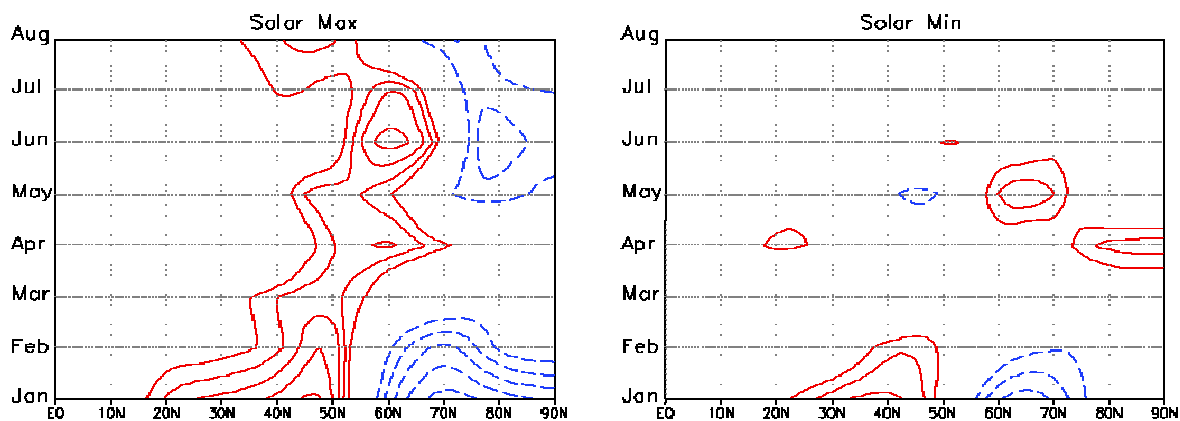 Solar Max
Aug
Jul
Jun
May
Apr
Mar
Feb
Jan
EQ 10N 20N 30N 40N 50N 60N 70N 80N 90N
Solar Min
Aug
Jul
Jun
May
Apr
Mar
Feb
Jan
EQ 10N 20N 30N 40N 50N 60N 70N 80N 90N